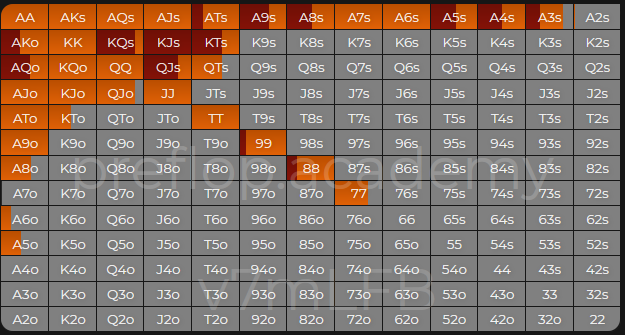 AA AKs AQs AJs ATs A9s A8s A7s A6s A5s A4s A3s A2s
AKo KK KQs KJs KTs K9s K8s K7s K6s K5s K4s K3s K2s
AQo KQo QQ QJs QTs Q9s Q8s Q7s Q6s Q5s Q4s Q3s Q2s
AJo KJo QJo JJ JTs J9s J8s J7s J6s J5s J4s J3s J2s
ATo KTo QTo JTo TT T9s T8s T7s T6s T5s T4s T3s T2s
A9o K9o Q9o J9o T9o 99 98s 97s 96s 95s 94s 93s 92s
A8o K8o Q8o J8o T8o 98o 88 87s 86s 85s 84s 83s 82s
preflop.academy
A7o K7o Q7o J7o T7o 97o 87o 77 76s 75s 74s 73s 72s
A6o K6o Q6o J6o T6o 96o 86o 76o 66 65s 64s 63s 62s
A5o K5o Q5o J5o T5o 95o 85o 75o 65o 55 54s 53s 52s
A4o K4o Q4o J4o T4o 94o 84o 74o 64o 54o 44 43s 42s
v7mLFB
A3o K3o Q3o J3o T3o 93o 83o 73o 63o 53o 43o 33 32s
A2o K2o Q2o J2o T2o 92o 82o 72o 62o 52o 42o 32o 22